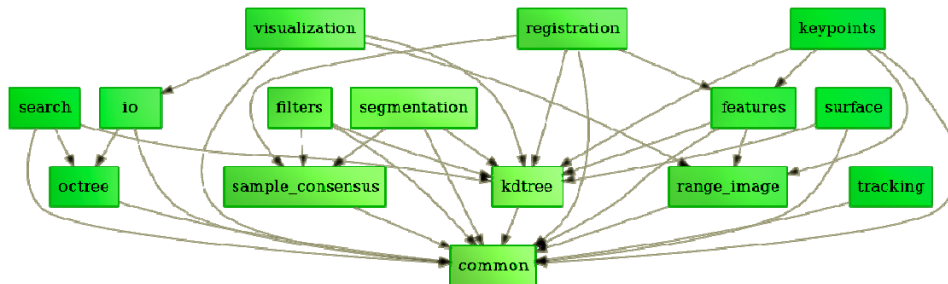 visualization registration keypoints
search io filters segmentation features surface
octree sample_consensus kdtree range_image tracking
common